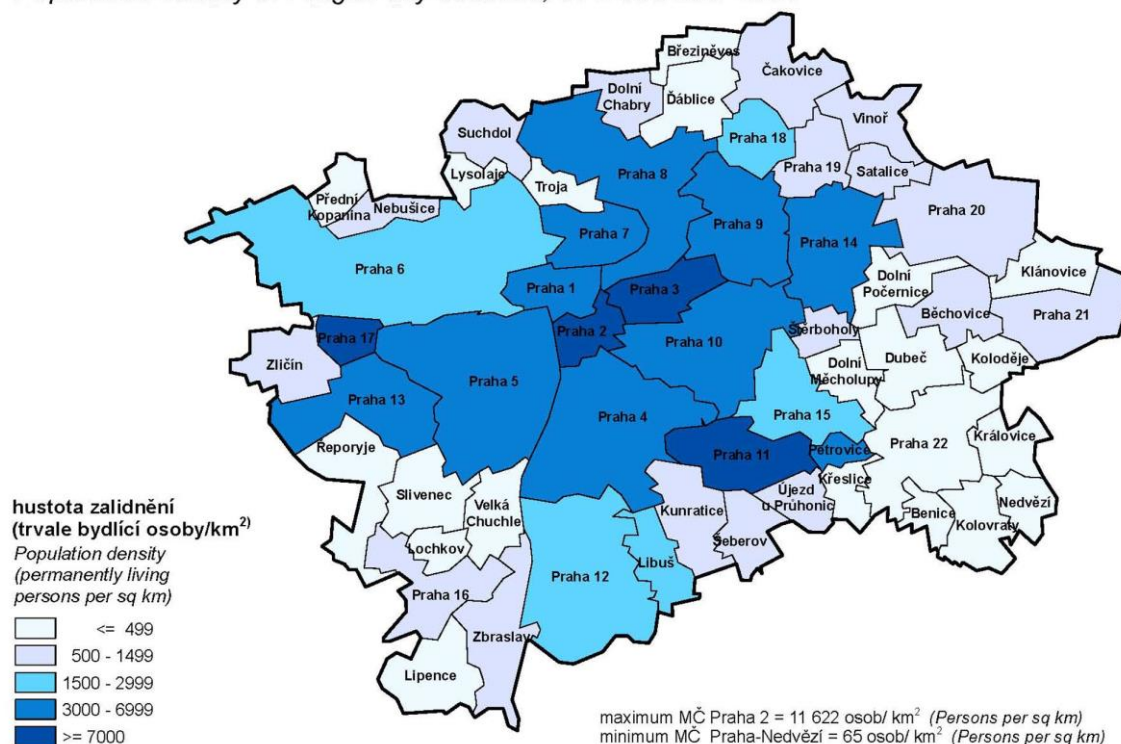 Březiněves
Čakovice
Dolní
Chabry
Ďáblice
Vinoř
Suchdol
Praha 18
Praha 19
Satalice
Lysolaje
Troja
Praha 8
Přední
Kopanina
Nebušice
Praha 20
Praha 7
Praha 9
Praha 14
Praha 6
Dolní
Počernice
Klánovice
Praha 1
Praha 3
Praha 2
Běchovice
Praha 21
Praha 17
Štěrboholy
Praha 10
Zličín
Dubeč
Koloděje
Dolní
Měcholupy
Praha 5
Praha 13
Praha 4
Praha 15
Řeporyje
Praha 22
Královice
Praha 11
Petrovice
Křeslice
Slivenec
Velká
Chuchle
Kunratice
Újezd
u Průhonic
Nedvězí
Benice
Kolovraty
Lochkov
Šeberov
Libuš
Praha 12
Praha 16
Zbraslav
Lipence
hustota zalidnění
(trvale bydlící osoby/km²)
Population density
(permanently living
persons per sq km)
<= 499
500 - 1499
1500 - 2999
3000 - 6999
>= 7000
maximum MČ Praha 2 = 11 622 osob/ km² (Persons per sq km)
minimum MČ Praha-Nedvězí = 65 osob/ km² (Persons per sq km)